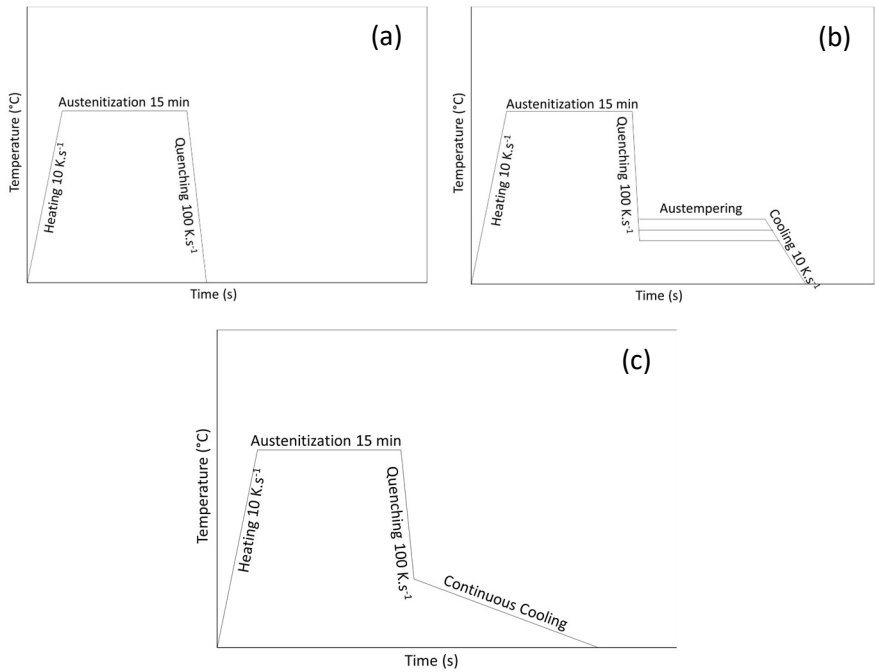 (a)
Temperature (°C)
Heating 10 K.s⁻¹
Austenitization 15 min
Quenching 100 K.s⁻¹
Time (s)
(b)
Temperature (°C)
Heating 10 K.s⁻¹
Austenitization 15 min
Quenching 100 K.s⁻¹
Austempering
Cooling 10 K.s⁻¹
Time (s)
(c)
Temperature (°C)
Heating 10 K.s⁻¹
Austenitization 15 min
Quenching 100 K.s⁻¹
Continuous Cooling
Time (s)